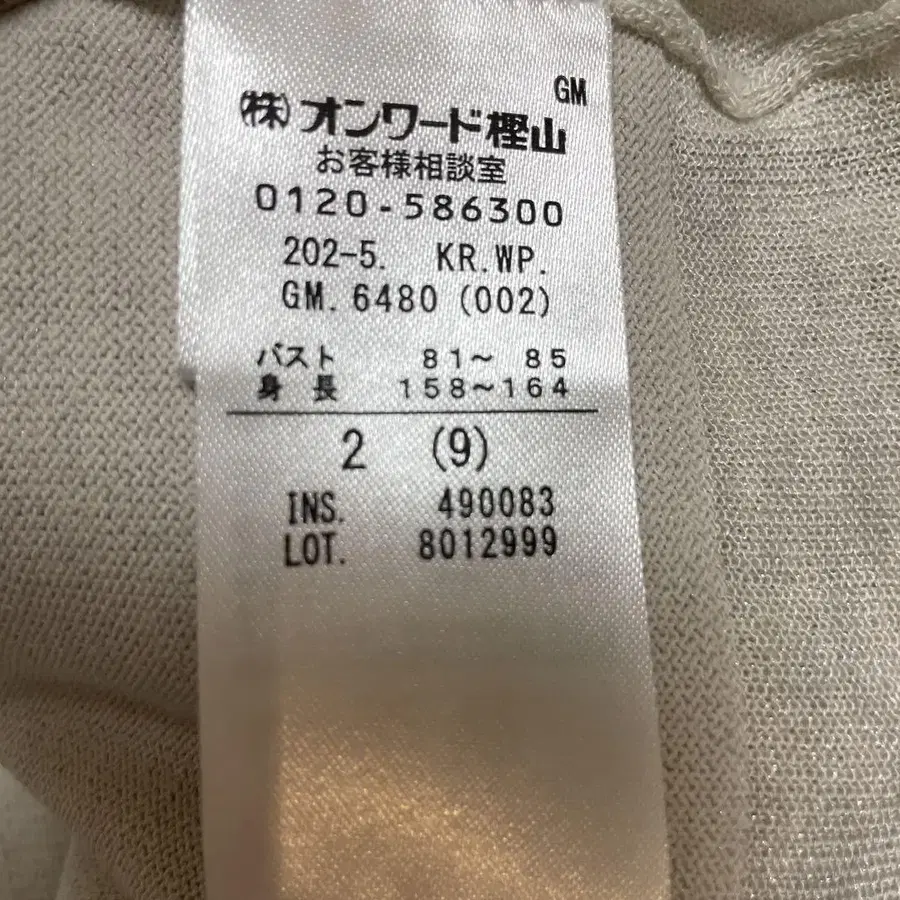 GM
(株)オンワード樫山
お客様相談室
0120-586300
202-5. KR.WP.
GM.6480(002)
バスト 81〜 85
身長 158〜164
2 (9)
INS. 490083
LOT. 8012999